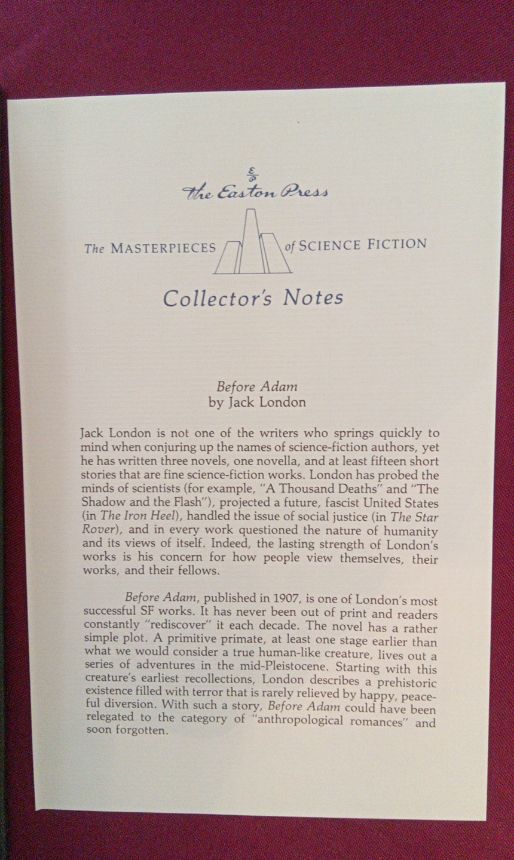 E/P
the Easton Press
The MASTERPIECES of SCIENCE FICTION
Collector's Notes
Before Adam
by Jack London
Jack London is not one of the writers who springs quickly to
mind when conjuring up the names of science-fiction authors, yet
he has written three novels, one novella, and at least fifteen short
stories that are fine science-fiction works. London has probed the
minds of scientists (for example, "A Thousand Deaths" and "The
Shadow and the Flash"), projected a future, fascist United States
(in The Iron Heel), handled the issue of social justice (in The Star
Rover), and in every work questioned the nature of humanity
and its views of itself. Indeed, the lasting strength of London's
works is his concern for how people view themselves, their
works, and their fellows.
Before Adam, published in 1907, is one of London's most
successful SF works. It has never been out of print and readers
constantly "rediscover" it each decade. The novel has a rather
simple plot. A primitive primate, at least one stage earlier than
what we would consider a true human-like creature, lives out a
series of adventures in the mid-Pleistocene. Starting with this
creature's earliest recollections, London describes a prehistoric
existence filled with terror that is rarely relieved by happy, peace-
ful diversion. With such a story, Before Adam could have been
relegated to the category of "anthropological romances" and
soon forgotten.